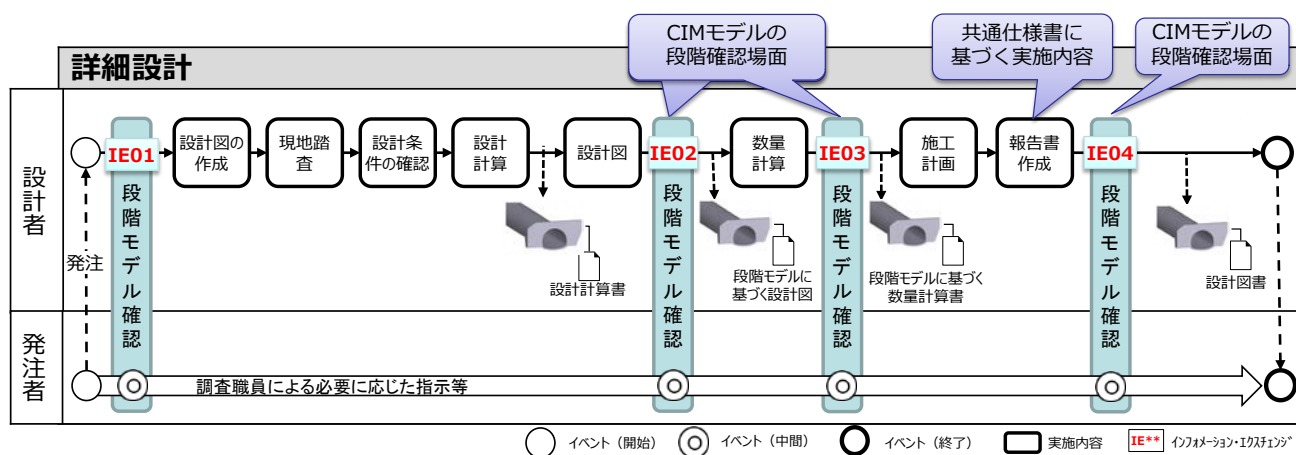 CIMモデルの
段階確認場面
共通仕様書に
基づく実施内容
CIMモデルの
段階確認場面
詳細設計
設計者
発注
IE01
段階モデル確認
設計図の
作成
現地踏
査
設計条
件の確認
設計
計算
設計計算書
設計図
IE02
段階モデル確認
段階モデルに
基づく設計図
数量
計算
IE03
段階モデル確認
段階モデルに基づく
数量計算書
施工
計画
報告書
作成
IE04
段階モデル確認
設計図書
発注者
調査職員による必要に応じた指示等
イベント（開始）
イベント（中間）
イベント（終了）
実施内容
IE**
ｲﾝﾌｫﾒｰｼｮﾝ・ｴｸｽﾁｪﾝｼﾞ